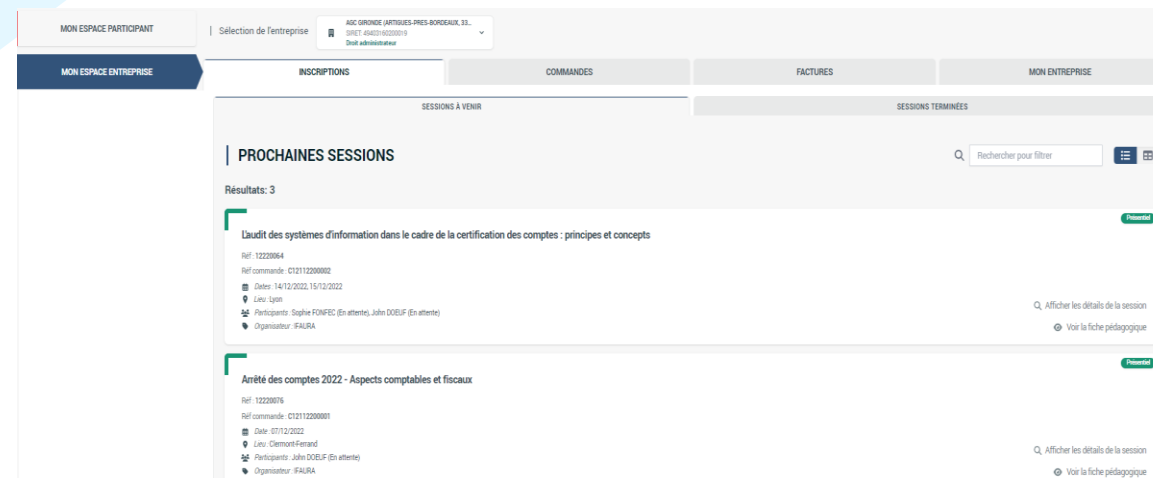 MON ESPACE PARTICIPANT
Sélection de l'entreprise
AGC GIRONDE (ARTIGUES-PRES-BORDEAUX, 33...
SIRET: 49403160200019
Droit administrateur
MON ESPACE ENTREPRISE
INSCRIPTIONS
COMMANDES
FACTURES
MON ENTREPRISE
SESSIONS À VENIR
SESSIONS TERMINÉES
PROCHAINES SESSIONS
Rechercher pour filtrer
Résultats: 3
Présentiel
L'audit des systèmes d'information dans le cadre de la certification des comptes : principes et concepts
Réf : 12220064
Réf commande : C12112200002
Dates : 14/12/2022, 15/12/2022
Lieu : Lyon
Participants : Sophie FONFEC (En attente), John DOEUF (En attente)
Organisateur : IFAURA
Afficher les détails de la session
Voir la fiche pédagogique
Présentiel
Arrêté des comptes 2022 - Aspects comptables et fiscaux
Réf : 12220076
Réf commande : C12112200001
Date : 07/12/2022
Lieu : Clermont-Ferrand
Participants : John DOEUF (En attente)
Organisateur : IFAURA
Afficher les détails de la session
Voir la fiche pédagogique